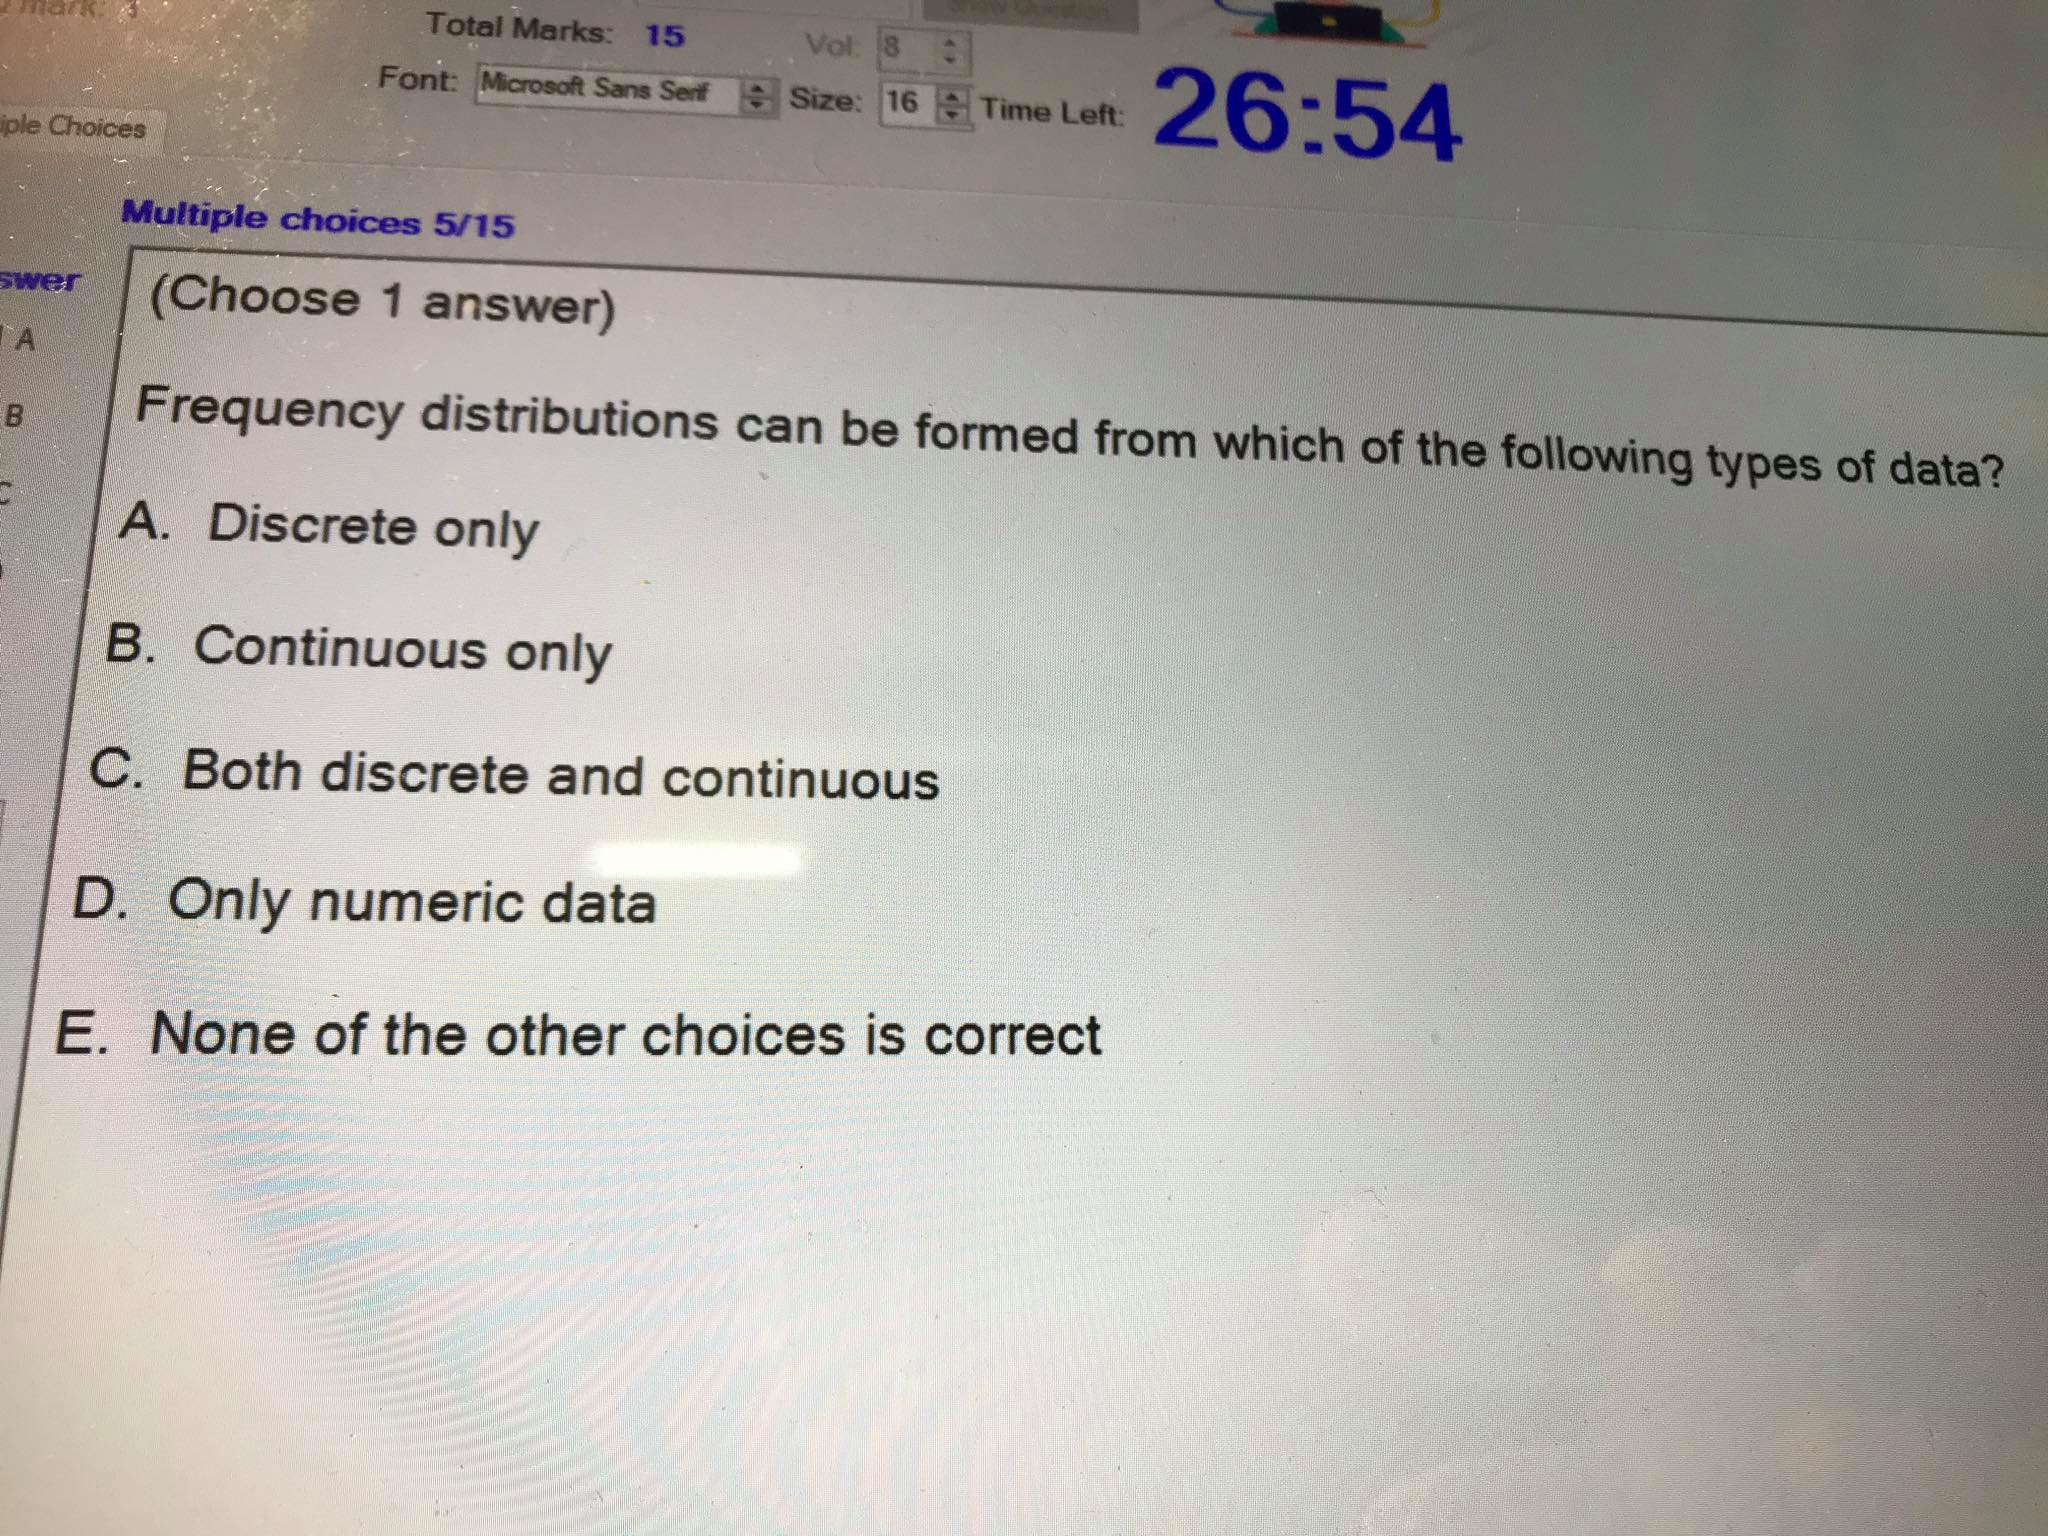 mark:
Total Marks: 15
Vol: 8
Font: Microsoft Sans Serif Size: 16 Time Left: 26:54
iple Choices
Multiple choices 5/15
swer
A
B
C
(Choose 1 answer)
Frequency distributions can be formed from which of the following types of data?
A. Discrete only
B. Continuous only
C. Both discrete and continuous
D. Only numeric data
E. None of the other choices is correct